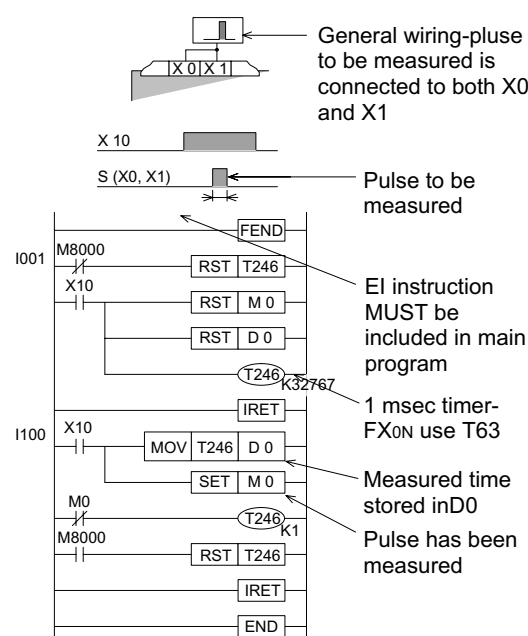 General wiring-pluse
to be measured is
connected to both X0
and X1
X 0 X 1
X 10
S (X0, X1)
Pulse to be
measured
FEND
I001
M8000
RST T246
X10
RST M 0
EI instruction
MUST be
included in main
program
RST D 0
T246
K32767
1 msec timer-
FX0N use T63
IRET
I100
X10
MOV T246 D 0
Measured time
stored inD0
SET M 0
M0
T246
K1
Pulse has been
measured
M8000
RST T246
IRET
END